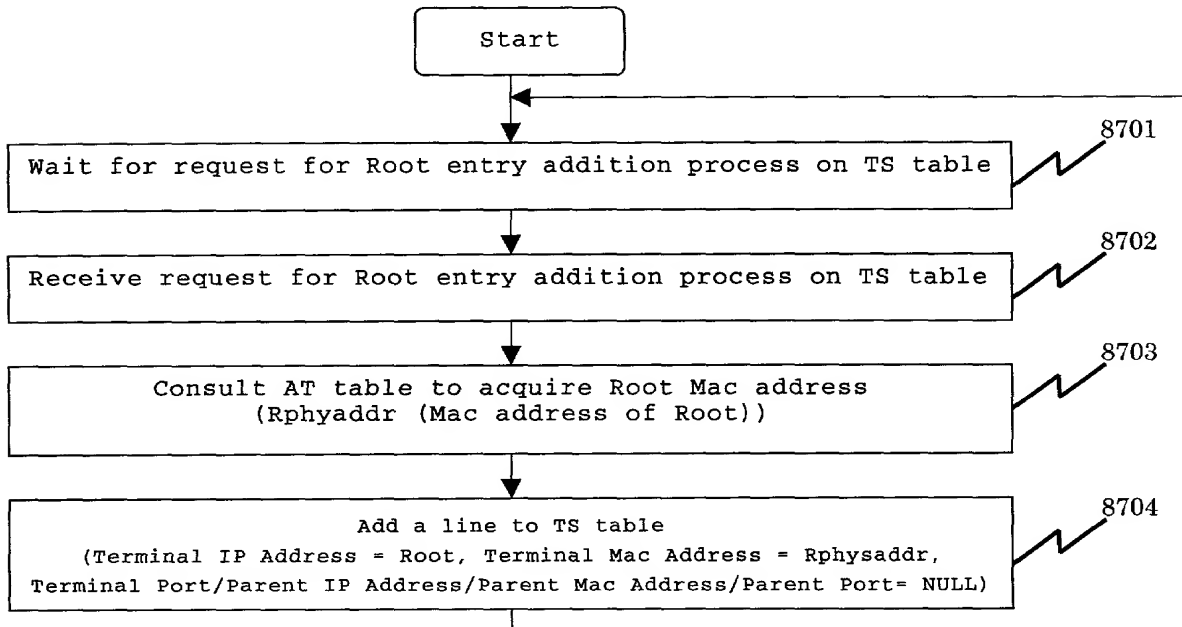 Start
8701
Wait for request for Root entry addition process on TS table
8702
Receive request for Root entry addition process on TS table
8703
Consult AT table to acquire Root Mac address
(Rphyaddr (Mac address of Root))
8704
Add a line to TS table
(Terminal IP Address = Root, Terminal Mac Address = Rphysaddr,
Terminal Port/Parent IP Address/Parent Mac Address/Parent Port= NULL)